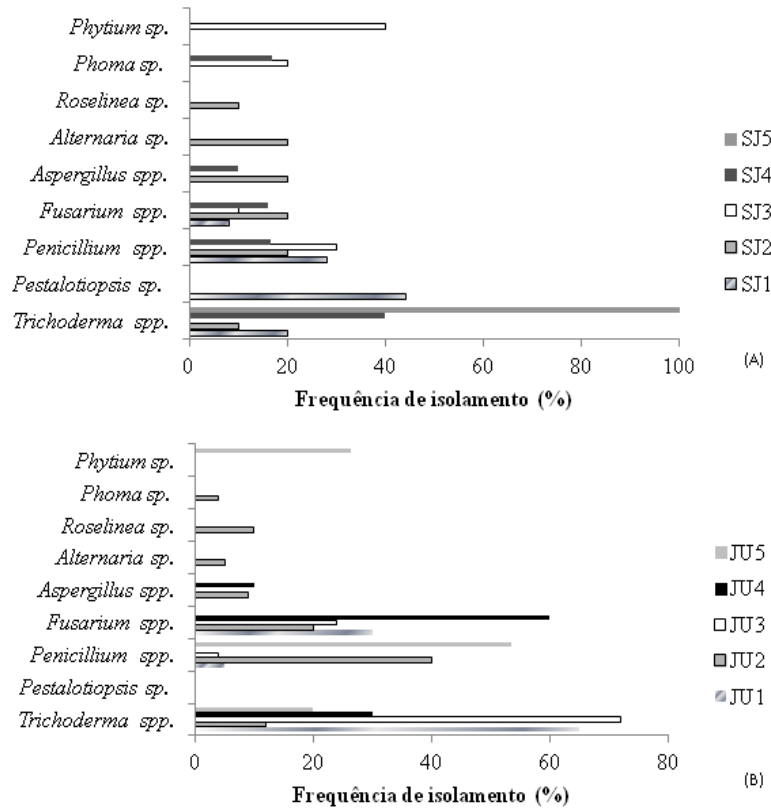 Phytium sp.
Phoma sp.
Roselinea sp.
Alternaria sp.
Aspergillus spp.
Fusarium spp.
Penicillium spp.
Pestalotiopsis sp.
Trichoderma spp.
0 20 40 60 80 100
Frequência de isolamento (%)
SJ5
SJ4
SJ3
SJ2
SJ1
(A)
Phytium sp.
Phoma sp.
Roselinea sp.
Alternaria sp.
Aspergillus spp.
Fusarium spp.
Penicillium spp.
Pestalotiopsis sp.
Trichoderma spp.
0 20 40 60 80
Frequência de isolamento (%)
JU5
JU4
JU3
JU2
JU1
(B)